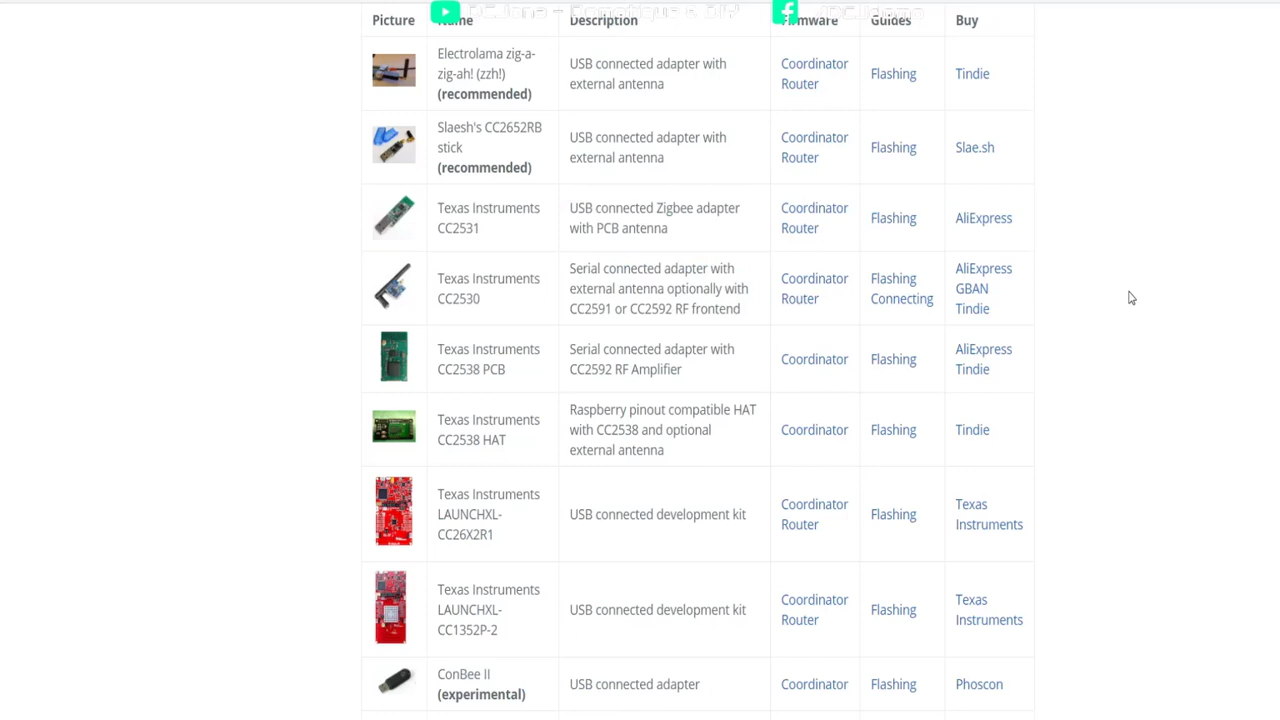 Picture Name Description Firmware Guides Buy
Electrolama zig-a-
zig-ah! (zzh!)
(recommended)
USB connected adapter with
external antenna
Coordinator
Router
Flashing
Tindie
Slaesh's CC2652RB
stick
(recommended)
USB connected adapter with
external antenna
Coordinator
Router
Flashing
Slae.sh
Texas Instruments
CC2531
USB connected Zigbee adapter
with PCB antenna
Coordinator
Router
Flashing
AliExpress
Texas Instruments
CC2530
Serial connected adapter with
external antenna optionally with
CC2591 or CC2592 RF frontend
Coordinator
Router
Flashing
Connecting
AliExpress
GBAN
Tindie
Texas Instruments
CC2538 PCB
Serial connected adapter with
CC2592 RF Amplifier
Coordinator
Flashing
AliExpress
Tindie
Texas Instruments
CC2538 HAT
Raspberry pinout compatible HAT
with CC2538 and optional
external antenna
Coordinator
Flashing
Tindie
Texas Instruments
LAUNCHXL-
CC26X2R1
USB connected development kit
Coordinator
Router
Flashing
Texas
Instruments
Texas Instruments
LAUNCHXL-
CC1352P-2
USB connected development kit
Coordinator
Router
Flashing
Texas
Instruments
ConBee II
(experimental)
USB connected adapter
Coordinator
Flashing
Phoscon